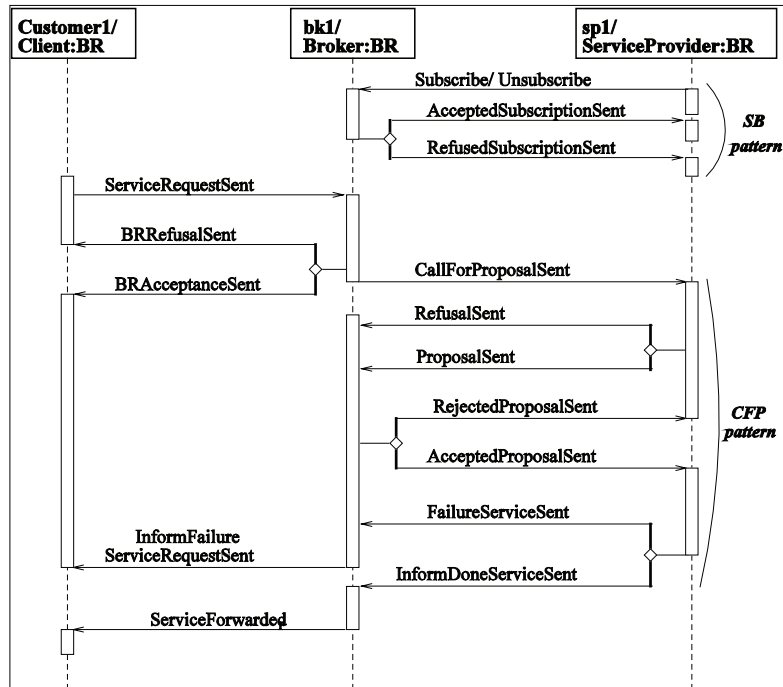 Customer1/
Client:BR
bk1/
Broker:BR
sp1/
ServiceProvider:BR
Subscribe/ Unsubscribe
AcceptedSubscriptionSent
SB
pattern
RefusedSubscriptionSent
ServiceRequestSent
BRRefusalSent
CallForProposalSent
BRAcceptanceSent
RefusalSent
ProposalSent
RejectedProposalSent
CFP
pattern
AcceptedProposalSent
FailureServiceSent
InformFailure
ServiceRequestSent
InformDoneServiceSent
ServiceForwarded